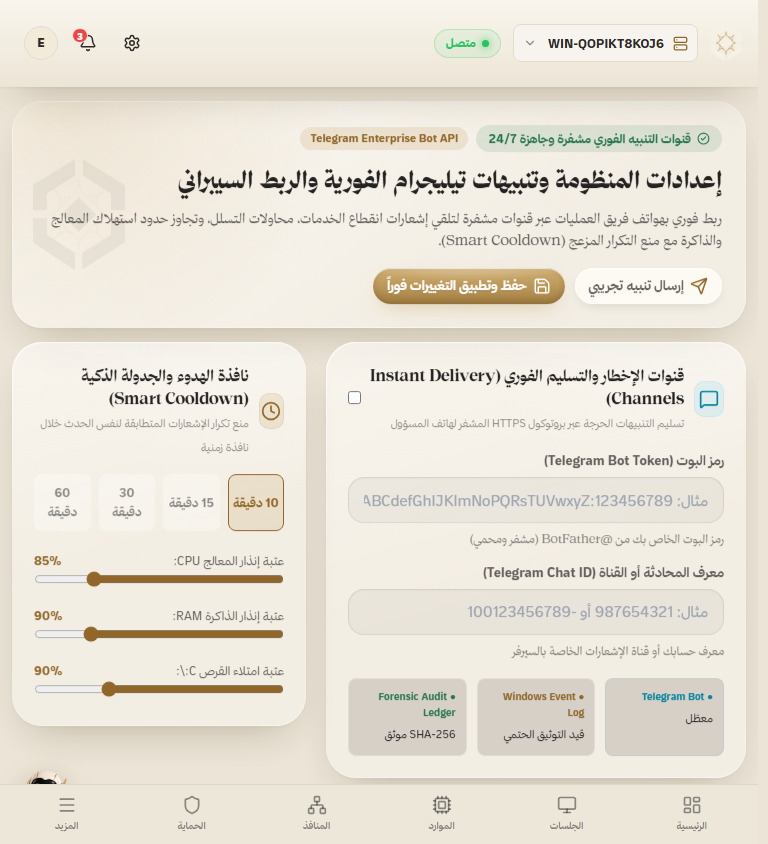 WIN-QOPIKT8KOJ6
متصل
3
E
قنوات التنبيه الفوري مشفرة وجاهزة 24/7
Telegram Enterprise Bot API
إعدادات المنظومة وتنبيهات تيليجرام الفورية والربط السيبراني
ربط فوري بهواتف فريق العمليات عبر قنوات مشفرة لتلقي إشعارات انقطاع الخدمات، محاولات التسلل، وتجاوز حدود استهلاك المعالج
والذاكرة مع منع التكرار المزعج (Smart Cooldown).
إرسال تنبيه تجريبي
حفظ وتطبيق التغييرات فوراً
قنوات الإخطار والتسليم الفوري (Instant Delivery
Channels)
تسليم التنبيهات الحرجة عبر بروتوكول HTTPS المشفر لهاتف المسؤول
رمز البوت (Telegram Bot Token)
مثال: 123456789:ABCdefGhIJKlmNoPQRsTUVwxyZ
رمز البوت الخاص بك من @BotFather (مشفر ومحمي)
معرف المحادثة أو القناة (Telegram Chat ID)
مثال: 987654321 أو -100123456789
معرف حسابك أو قناة الإشعارات الخاصة بالسيرفر
● Telegram Bot
معطل
● Windows Event
Log
قيد التوثيق الحتمي
● Forensic Audit
Ledger
SHA-256 موثق
نافذة الهدوء والجدولة الذكية
(Smart Cooldown)
منع تكرار الإشعارات المتطابقة لنفس الحدث خلال
نافذة زمنية
10 دقيقة
15 دقيقة
30
دقيقة
60
دقيقة
عتبة إنذار المعالج CPU:
85%
عتبة إنذار الذاكرة RAM:
90%
عتبة امتلاء القرص C:\:
90%
الرئيسية
الجلسات
الموارد
المنافذ
الحماية
المزيد